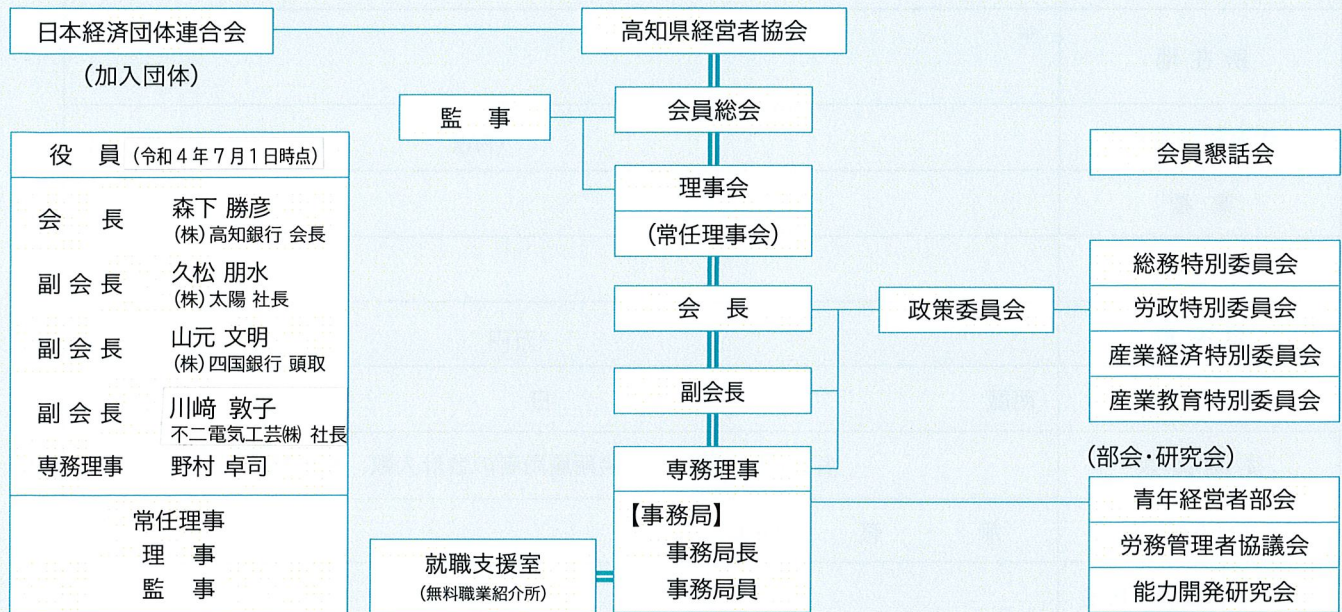 日本経済団体連合会
(加入団体)
高知県経営者協会
監 事
会員総会
理事会
(常任理事会)
会 長
副会長
専務理事
【事務局】
事務局長
事務局員
就職支援室
(無料職業紹介所)
役 員 (令和4年7月1日時点)
会 長 森下 勝彦
(株)高知銀行 会長
副 会 長 久松 朋水
(株)太陽 社長
副 会 長 山元 文明
(株)四国銀行 頭取
副 会 長 川﨑 敦子
不二電気工芸㈱ 社長
専務理事 野村 卓司
常任理事
理 事
監 事
政策委員会
会員懇話会
総務特別委員会
労政特別委員会
産業経済特別委員会
産業教育特別委員会
(部会・研究会)
青年経営者部会
労務管理者協議会
能力開発研究会